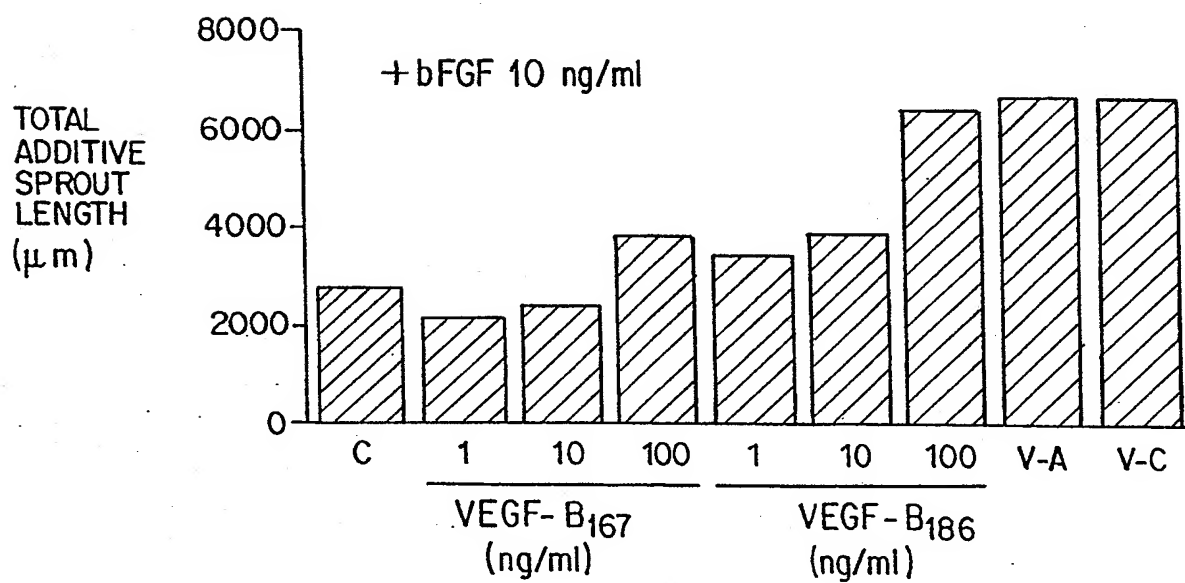 8000
6000
4000
2000
0
TOTAL
ADDITIVE
SPROUT
LENGTH
(μm)
+bFGF 10 ng/ml
C 1 10 100 1 10 100 V-A V-C
VEGF-B167 VEGF-B186
(ng/ml) (ng/ml)